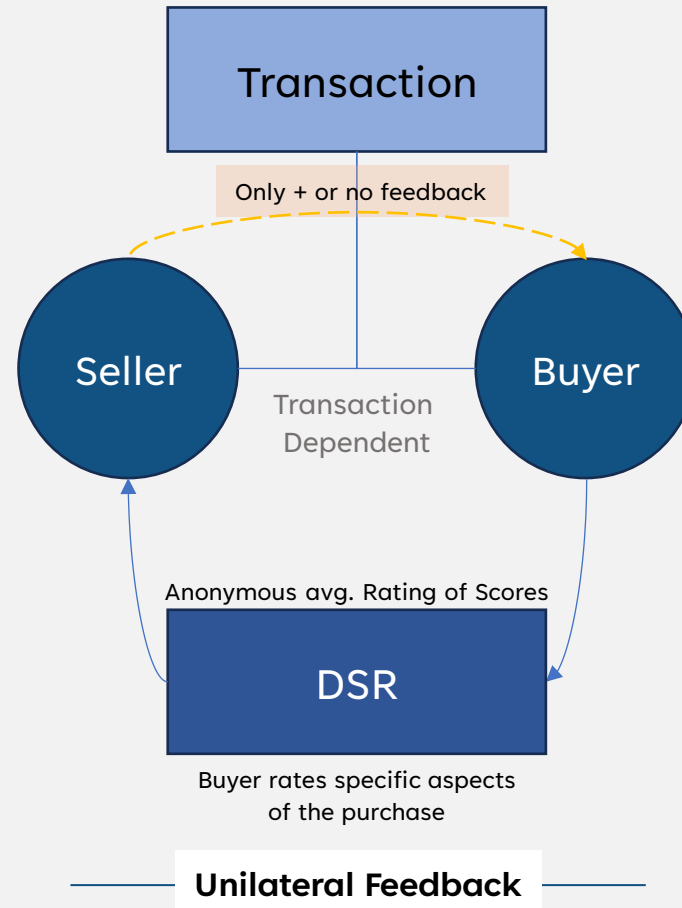 Transaction
Only + or no feedback
Seller
Buyer
Transaction
Dependent
Anonymous avg. Rating of Scores
DSR
Buyer rates specific aspects
of the purchase
Unilateral Feedback